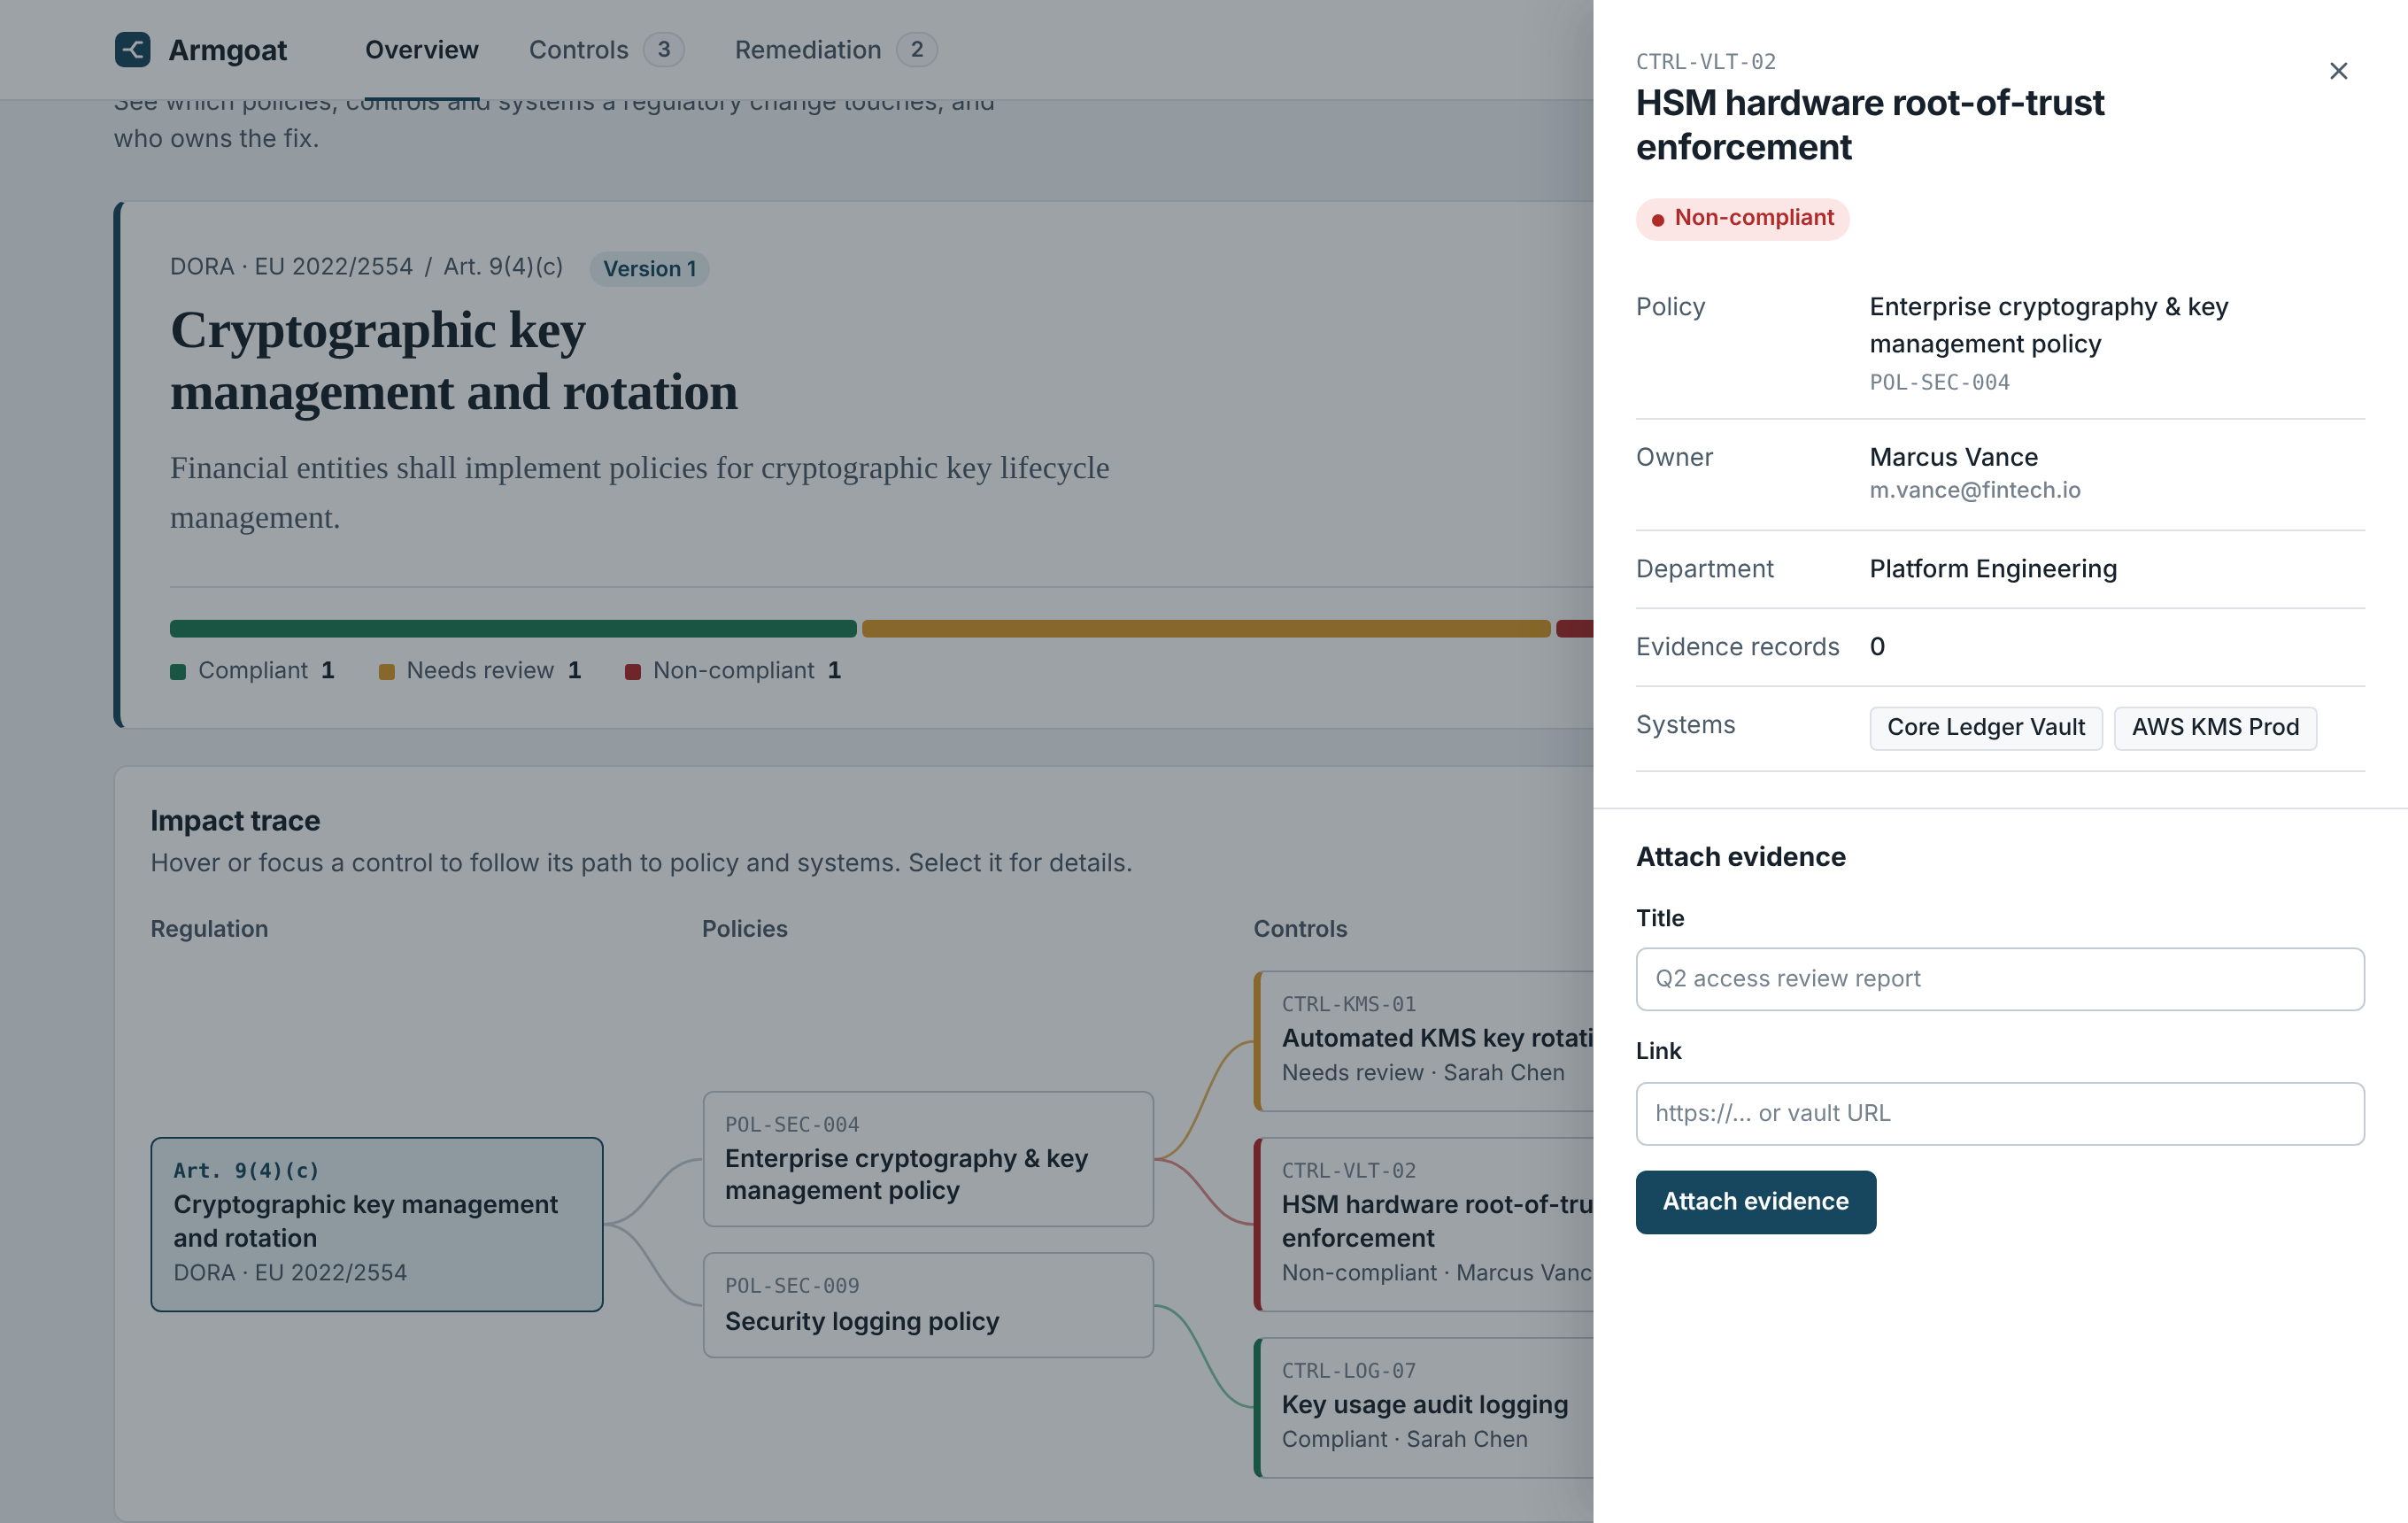 Armgoat
Overview
Controls 3
Remediation 2
See which policies, controls and systems a regulatory change touches, and
who owns the fix.
DORA · EU 2022/2554 / Art. 9(4)(c) Version 1
Cryptographic key
management and rotation
Financial entities shall implement policies for cryptographic key lifecycle
management.
Compliant 1
Needs review 1
Non-compliant 1
Impact trace
Hover or focus a control to follow its path to policy and systems. Select it for details.
Regulation
Policies
Controls
Art. 9(4)(c)
Cryptographic key management
and rotation
DORA · EU 2022/2554
POL-SEC-004
Enterprise cryptography & key
management policy
POL-SEC-009
Security logging policy
CTRL-KMS-01
Automated KMS key rotati
Needs review · Sarah Chen
CTRL-VLT-02
HSM hardware root-of-tru
enforcement
Non-compliant · Marcus Vanc
CTRL-LOG-07
Key usage audit logging
Compliant · Sarah Chen
CTRL-VLT-02
HSM hardware root-of-trust
enforcement
Non-compliant
Policy
Enterprise cryptography & key
management policy
POL-SEC-004
Owner
Marcus Vance
m.vance@fintech.io
Department
Platform Engineering
Evidence records
0
Systems
Core Ledger Vault
AWS KMS Prod
Attach evidence
Title
Q2 access review report
Link
https://... or vault URL
Attach evidence